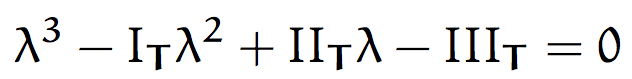 λ³ − I_T λ² + II_T λ − III_T = 0